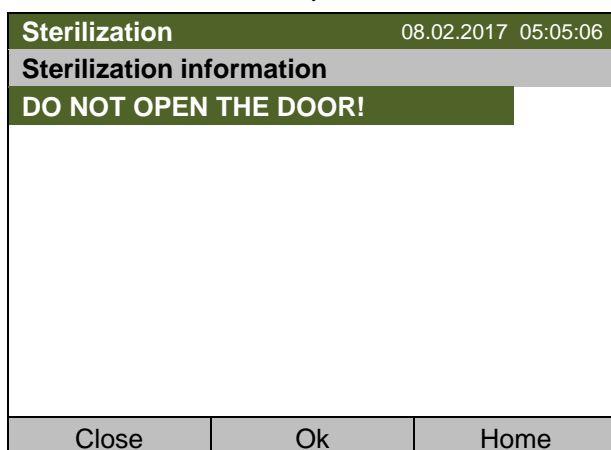 Sterilization 08.02.2017 05:05:06
Sterilization information
DO NOT OPEN THE DOOR!
Close Ok Home